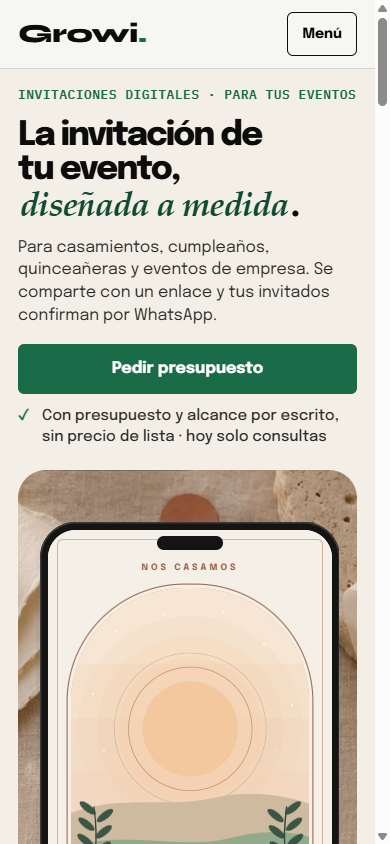 Growi.
Menú
INVITACIONES DIGITALES · PARA TUS EVENTOS
La invitación de
tu evento,
diseñada a medida.
Para casamientos, cumpleaños,
quinceañeras y eventos de empresa. Se
comparte con un enlace y tus invitados
confirman por WhatsApp.
Pedir presupuesto
✓ Con presupuesto y alcance por escrito,
sin precio de lista · hoy solo consultas
NOS CASAMOS